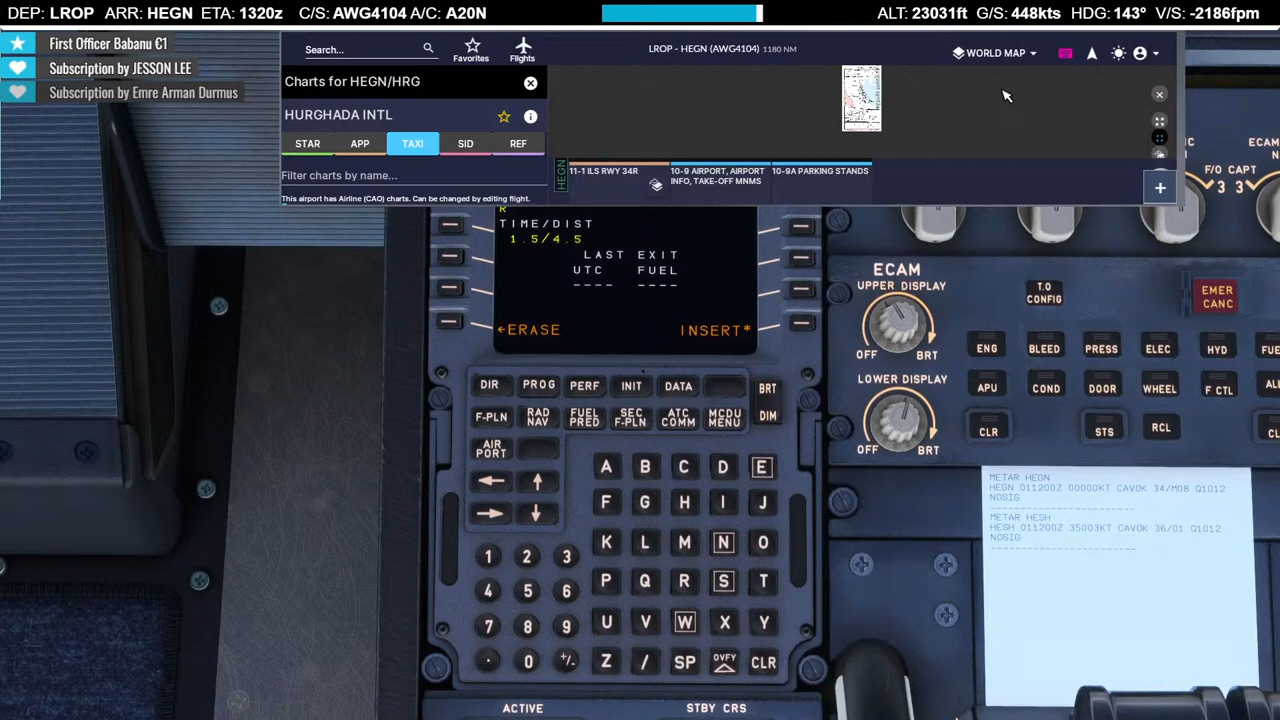 DEP: LROP ARR: HEGN ETA: 1320z C/S: AWG4104 A/C: A20N
ALT: 23031ft G/S: 448kts HDG: 143° V/S: -2186fpm
First Officer Babanu €1
Subscription by JESSON LEE
Subscription by Emre Arman Durmus
Search...
Favorites
Flights
LROP - HEGN (AWG4104) 1180 NM
WORLD MAP
Charts for HEGN/HRG
HURGHADA INTL
STAR
APP
TAXI
SID
REF
Filter charts by name...
This airport has Airline (CAO) charts. Can be changed by editing flight.
HEGN
11-1 ILS RWY 34R
10-9 AIRPORT, AIRPORT
INFO, TAKE-OFF MNMS
10-9A PARKING STANDS
+
R
TIME/DIST
1.5/4.5
LAST EXIT
UTC FUEL
---- ----
←ERASE
INSERT*
F/O CAPT
3 3
ECAM
UPPER DISPLAY
OFF BRT
LOWER DISPLAY
OFF BRT
T.O
CONFIG
EMER
CANC
ENG BLEED PRESS ELEC HYD
APU COND DOOR WHEEL F CTL
CLR STS RCL
DIR PROG PERF INIT DATA
BRT
DIM
F-PLN
RAD
NAV
FUEL
PRED
SEC
F-PLN
ATC
COMM
MCDU
MENU
AIR
PORT
← ↑
→ ↓
A B C D E
F G H I J
K L M N O
P Q R S T
U V W X Y
Z / SP OVFY CLR
1 2 3
4 5 6
7 8 9
. 0 +/-
ACTIVE
STBY CRS
METAR HEGN
HEGN 011200Z 00000KT CAVOK 34/M08 Q1012
NOSIG
METAR HESH
HESH 011200Z 35003KT CAVOK 36/01 Q1012
NOSIG